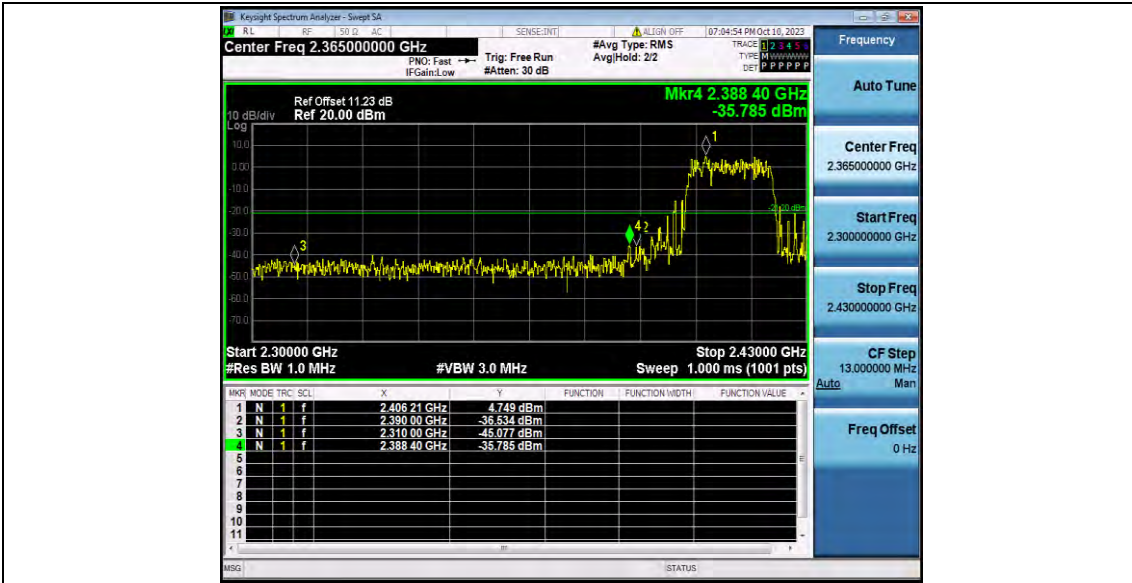 Keysight Spectrum Analyzer - Swept SA
RL RF 50 Ω AC SENSE:INT ALIGN OFF 07:04:54 PM Oct 10, 2023
Center Freq 2.365000000 GHz
PNO: Fast
IFGain:Low
Trig: Free Run
#Atten: 30 dB
#Avg Type: RMS
Avg|Hold: 2/2
TRACE 1 2 3 4 5 6
TYPE M WWWWW
DET P P P P P P
Frequency
Auto Tune
Center Freq
2.365000000 GHz
Start Freq
2.300000000 GHz
Stop Freq
2.430000000 GHz
CF Step
13.000000 MHz
Auto Man
Freq Offset
0 Hz
Mkr4 2.388 40 GHz
-35.785 dBm
Ref Offset 11.23 dB
10 dB/div Ref 20.00 dBm
Log
10.0
0.00
-10.0
-20.0
-30.0
-40.0
-50.0
-60.0
-70.0
1
4 2
3
Start 2.30000 GHz Stop 2.43000 GHz
#Res BW 1.0 MHz #VBW 3.0 MHz Sweep 1.000 ms (1001 pts)
MKR MODE TRC SCL X Y FUNCTION FUNCTION WIDTH FUNCTION VALUE
1 N 1 f 2.406 21 GHz 4.749 dBm
2 N 1 f 2.390 00 GHz -36.534 dBm
3 N 1 f 2.310 00 GHz -45.077 dBm
4 N 1 f 2.388 40 GHz -35.785 dBm
5
6
7
8
9
10
11
MSG STATUS